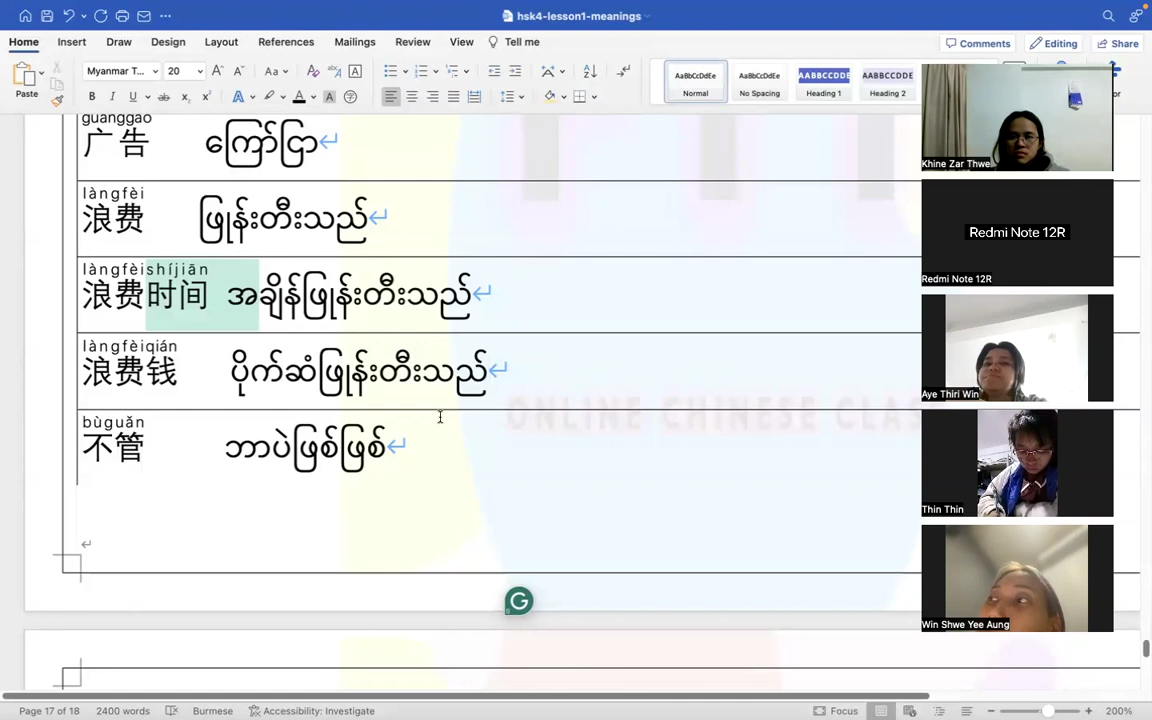 hsk4-lesson1-meanings
Home Insert Draw Design Layout References Mailings Review View Tell me Comments Editing Share
Paste Myanmar T... 20 Normal No Spacing Heading 1 Heading 2
guǎnggào
广告 ကြော်ငြာ
làngfèi
浪费 ဖြုန်းတီးသည်
làngfèishíjiān
浪费时间 အချိန်ဖြုန်းတီးသည်
làngfèiqián
浪费钱 ပိုက်ဆံဖြုန်းတီးသည်
bùguǎn
不管 ဘာပဲဖြစ်ဖြစ်
ONLINE CHINESE CLAS
Khine Zar Thwe
Redmi Note 12R
Redmi Note 12R
Aye Thiri Win
Thin Thin
Win Shwe Yee Aung
Page 17 of 18 2400 words Burmese Accessibility: Investigate Focus 200%